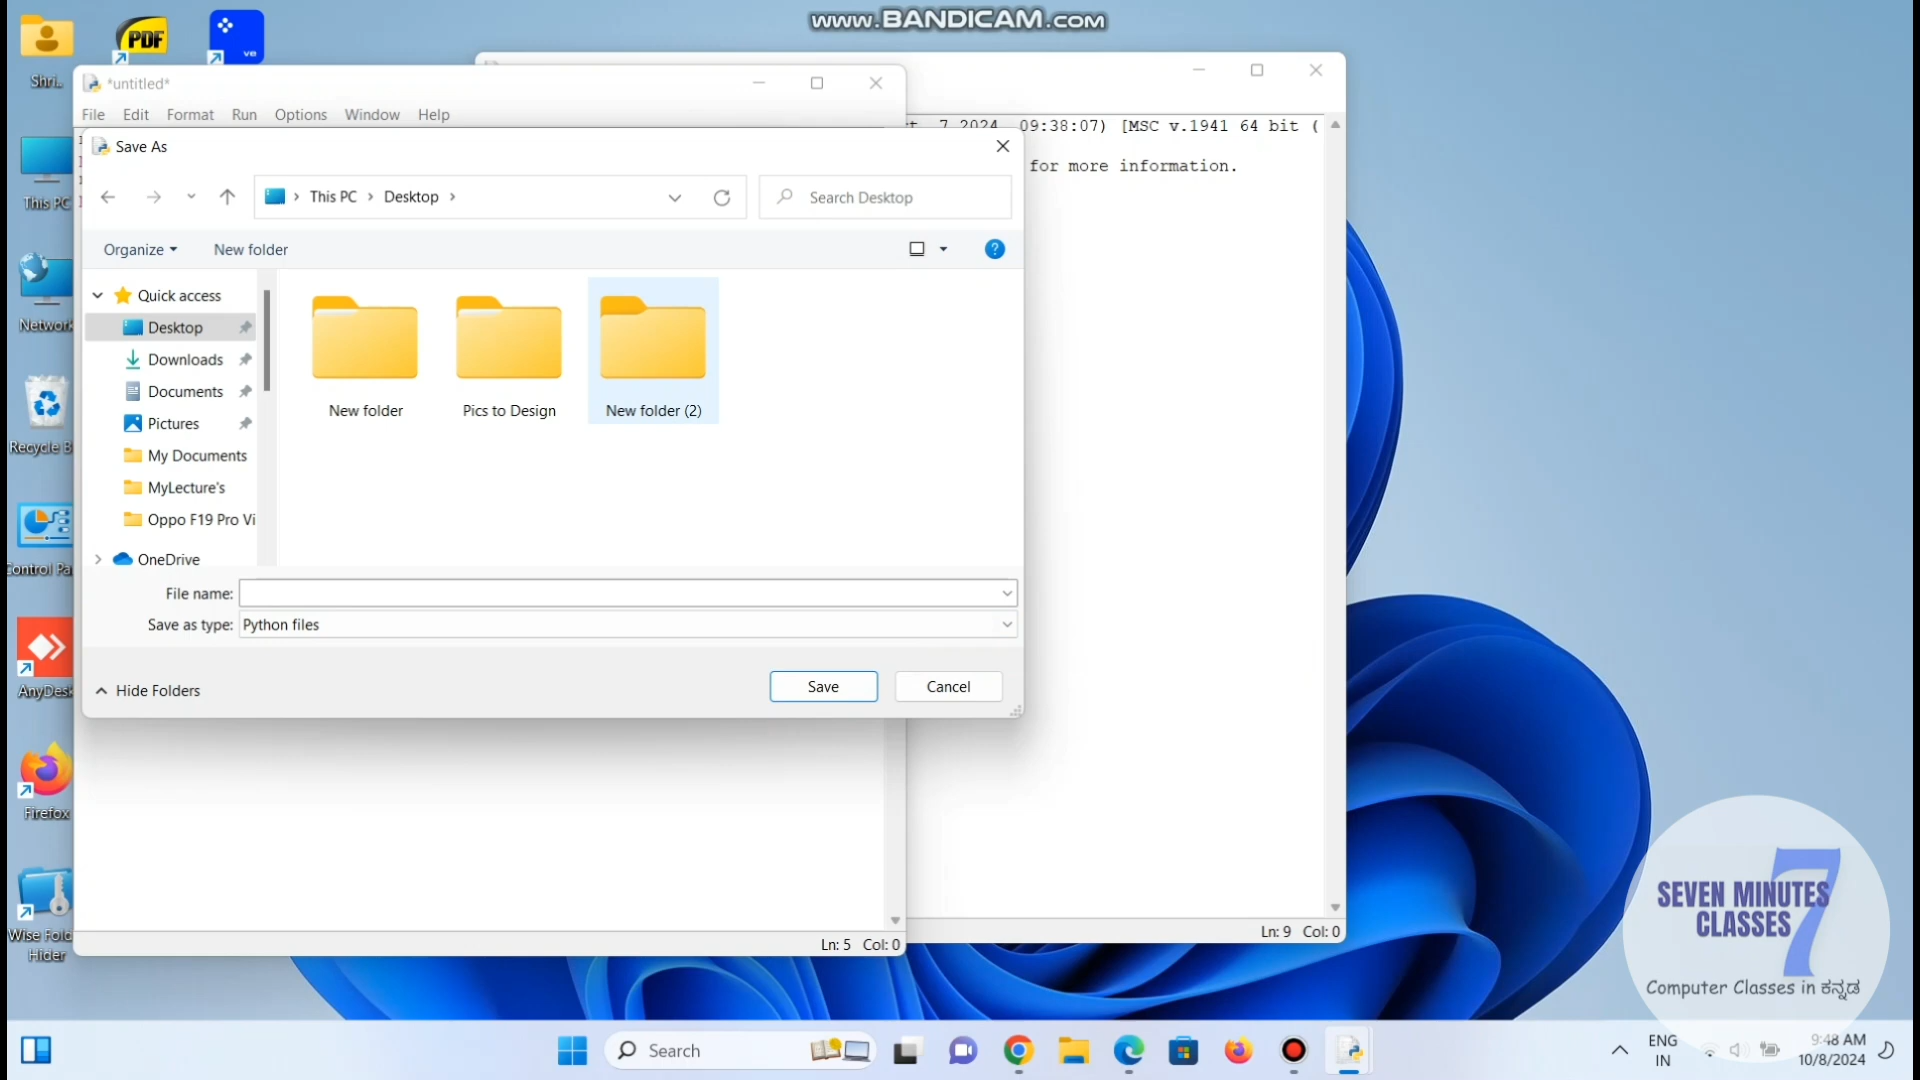 www.BANDICAM.com
Shri..
PDF
ve
*untitled*
File Edit Format Run Options Window Help
7 2024, 09:38:07) [MSC v.1941 64 bit (
for more information.
Save As
This PC > Desktop >
Search Desktop
Organize New folder
Quick access
Desktop
Downloads
Documents
Pictures
My Documents
MyLecture's
Oppo F19 Pro Vi
OneDrive
New folder
Pics to Design
New folder (2)
File name:
Save as type: Python files
Hide Folders
Save
Cancel
This PC
Network
Recycle B
Control Pa
AnyDesk
Firefox
Wise Fold
Hider
Ln: 5 Col: 0
Ln: 9 Col: 0
SEVEN MINUTES
CLASSES 7
Computer Classes in ಕನ್ನಡ
Search
ENG
IN
9:48 AM
10/8/2024